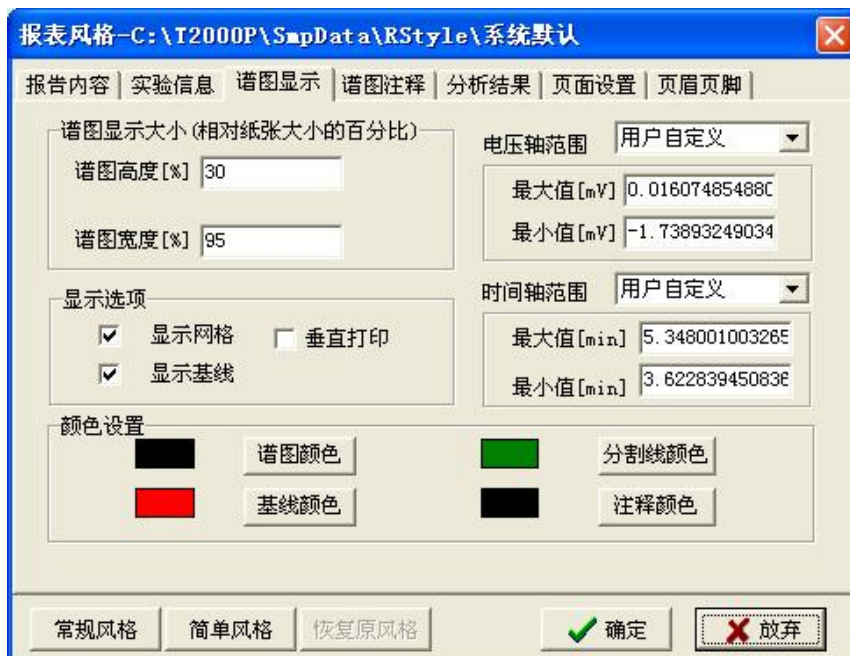 报表风格-C:\T2000P\SmpData\RStyle\系统默认
报告内容 实验信息 谱图显示 谱图注释 分析结果 页面设置 页眉页脚
谱图显示大小(相对纸张大小的百分比)
谱图高度[%] 30
谱图宽度[%] 95
电压轴范围 用户自定义
最大值[mV] 0.01607485488
最小值[mV] -1.73893249034
显示选项
显示网格 垂直打印
显示基线
时间轴范围 用户自定义
最大值[min] 5.348001003265
最小值[min] 3.622839450836
颜色设置
谱图颜色 分割线颜色
基线颜色 注释颜色
常规风格 简单风格 恢复原风格 确定 放弃